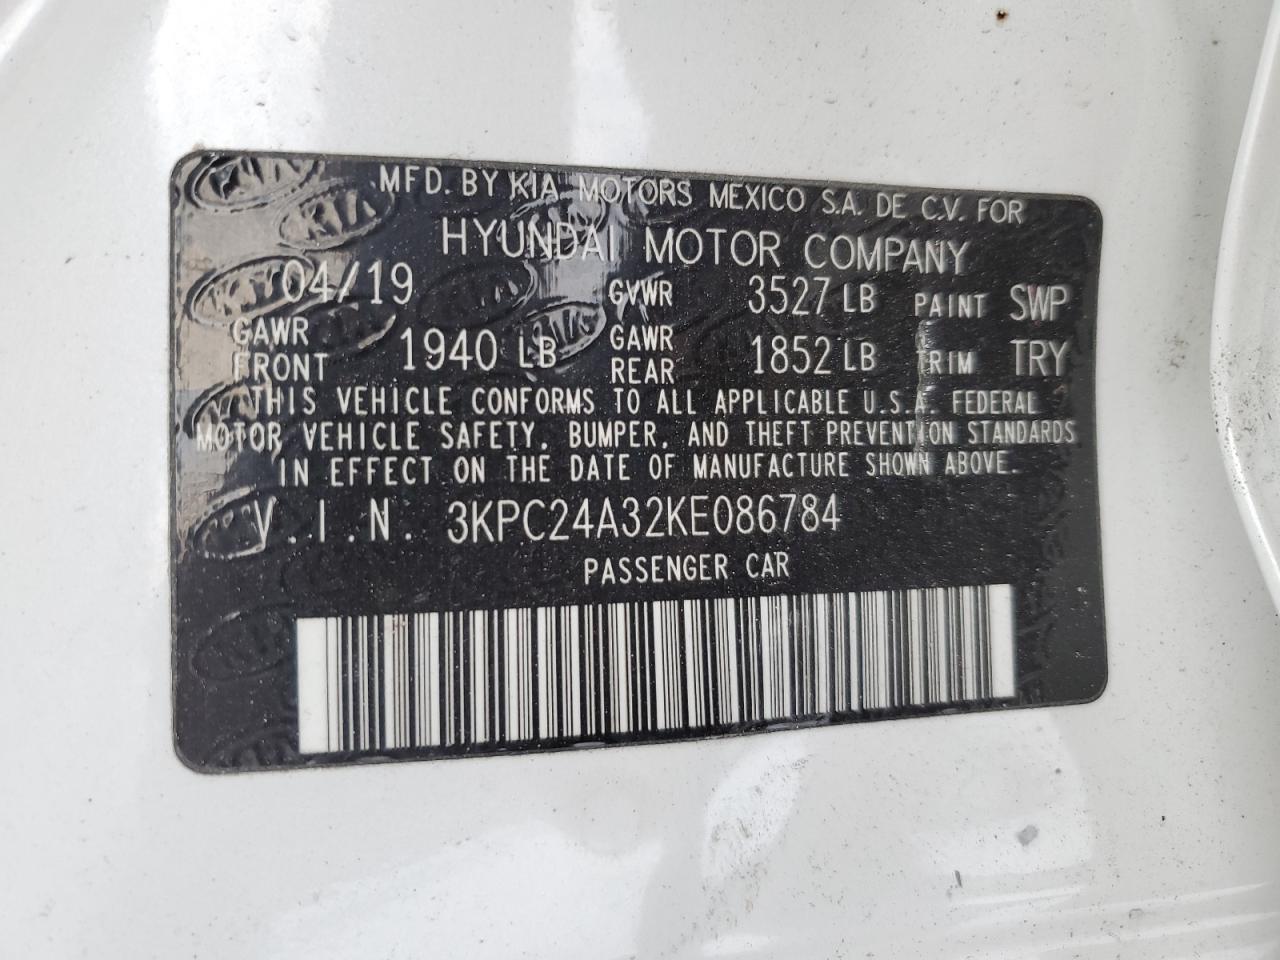 MFD. BY KIA MOTORS MEXICO S.A. DE C.V. FOR
HYUNDAI MOTOR COMPANY
04/19 GVWR 3527 LB PAINT SWP
GAWR FRONT 1940 LB GAWR REAR 1852 LB TRIM TRY
THIS VEHICLE CONFORMS TO ALL APPLICABLE U.S.A. FEDERAL
MOTOR VEHICLE SAFETY, BUMPER, AND THEFT PREVENTION STANDARDS
IN EFFECT ON THE DATE OF MANUFACTURE SHOWN ABOVE.
V.I.N. 3KPC24A32KE086784
PASSENGER CAR